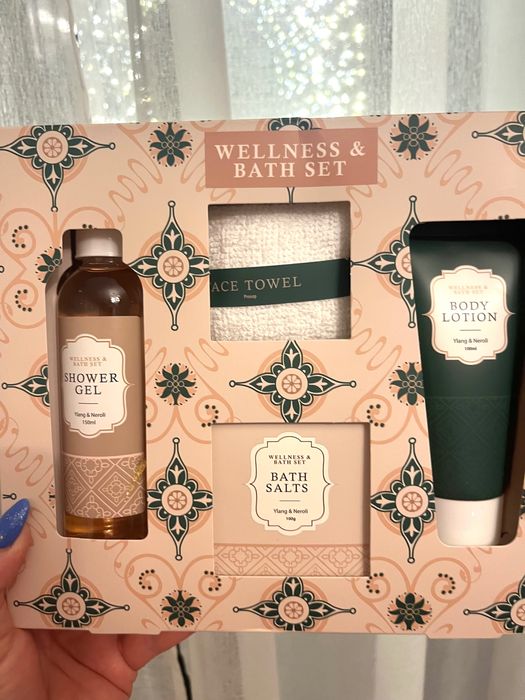 WELLNESS &
BATH SET
ACE TOWEL
WELLNESS &
BATH SET
SHOWER
GEL
Ylang & Neroli
150ml
WELLNESS &
BATH SET
BODY
LOTION
Ylang & Neroli
100ml
WELLNESS &
BATH SET
BATH
SALTS
Ylang & Neroli
100g